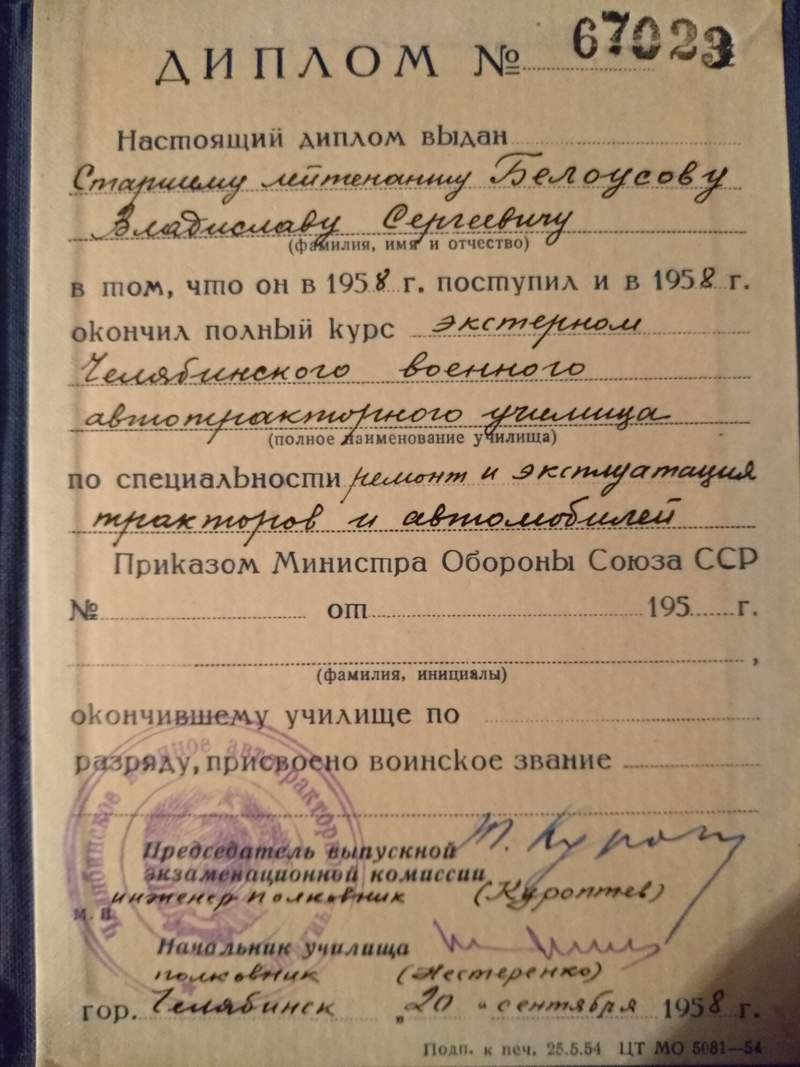 ДИПЛОМ № 67023
Настоящий диплом выдан
Старшему лейтенанту Белоусову
Владиславу Сергеевичу
(фамилия, имя и отчество)
в том, что он в 1958 г. поступил и в 1958 г.
окончил полный курс экстерном
Челябинского военного
автотракторного училища
(полное наименование училища)
по специальности ремонт и эксплуатация
тракторов и автомобилей
Приказом Министра Обороны Союза ССР
№ от 195 г.
,
(фамилия, инициалы)
окончившему училище по
разряду, присвоено воинское звание
Председатель выпускной
экзаменационной комиссии
инженер полковник (Куроптев)
м. п.
Начальник училища
полковник (Нестеренко)
гор. Челябинск „20" сентября 1958 г.
Подп. к печ. 25.5.54 ЦТ МО 5081—54